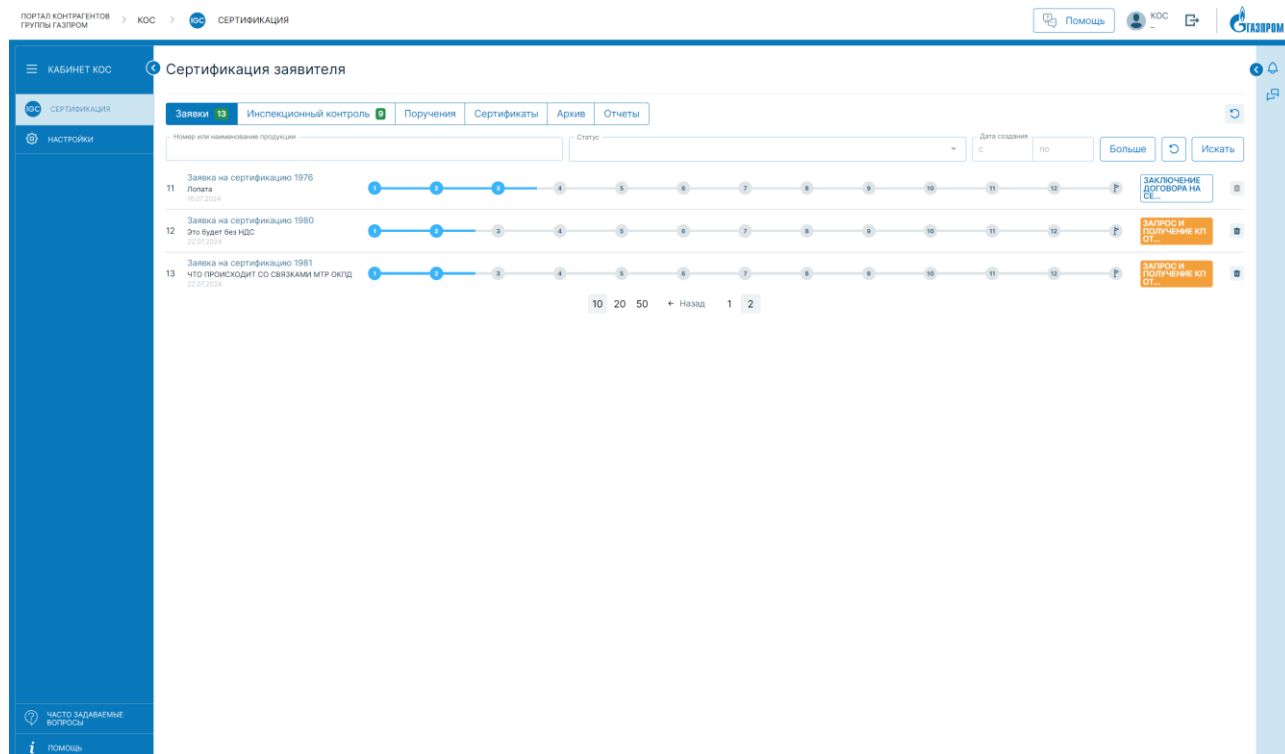 ПОРТАЛ КОНТРАГЕНТОВ
ГРУППЫ ГАЗПРОМ
КОС
IGC
СЕРТИФИКАЦИЯ
Помощь
КОС
–
ГАЗПРОМ
КАБИНЕТ КОС
Сертификация заявителя
IGC
СЕРТИФИКАЦИЯ
НАСТРОЙКИ
Заявки 13
Инспекционный контроль 9
Поручения
Сертификаты
Архив
Отчеты
Номер или наименование продукции
Статус
Дата создания
с
по
Больше
Искать
Заявка на сертификацию 1976
11 Лопата
16.07.2024
1 2 3 4 5 6 7 8 9 10 11 12
ЗАКЛЮЧЕНИЕ
ДОГОВОРА НА
СЕ...
Заявка на сертификацию 1980
12 Это будет без НДС
22.07.2024
1 2 3 4 5 6 7 8 9 10 11 12
ЗАПРОС И
ПОЛУЧЕНИЕ КП
ОТ...
Заявка на сертификацию 1981
13 ЧТО ПРОИСХОДИТ СО СВЯЗКАМИ МТР ОКПД
22.07.2024
1 2 3 4 5 6 7 8 9 10 11 12
ЗАПРОС И
ПОЛУЧЕНИЕ КП
ОТ...
10 20 50 ← Назад 1 2
ЧАСТО ЗАДАВАЕМЫЕ
ВОПРОСЫ
ПОМОЩЬ